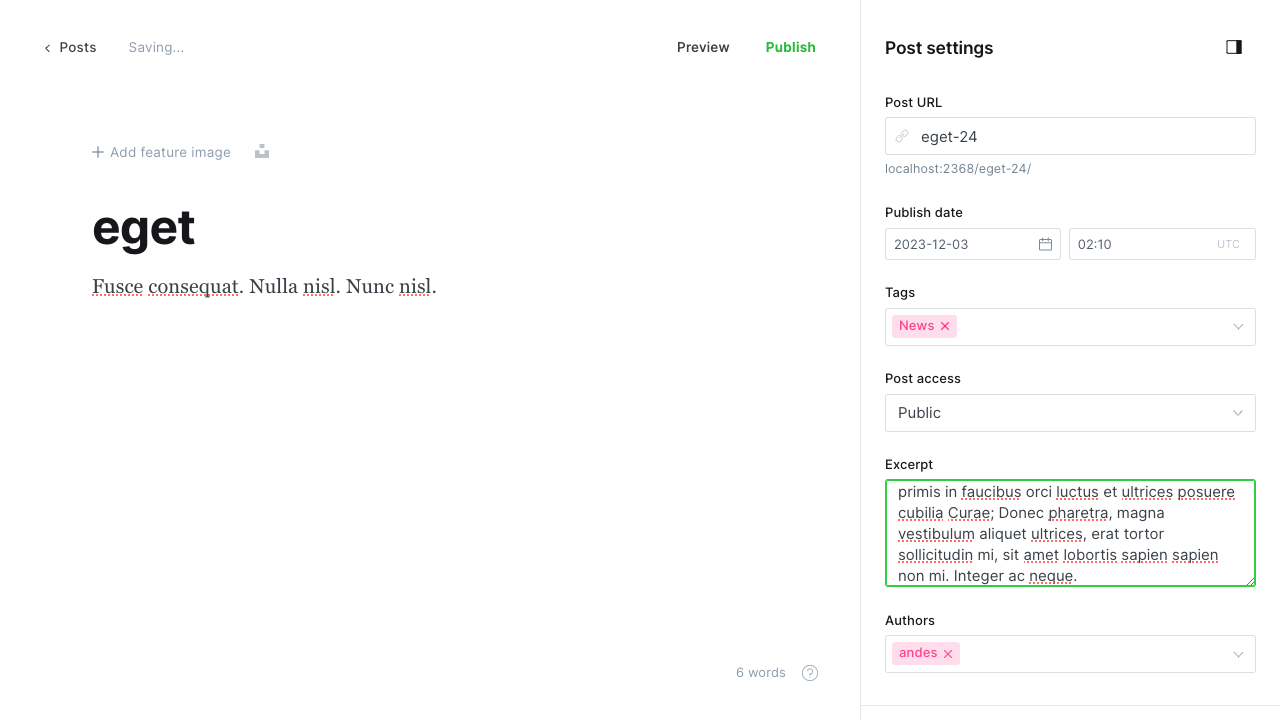 Posts
Saving...
Preview
Publish
Add feature image
eget
Fusce consequat. Nulla nisl. Nunc nisl.
6 words
?
Post settings
Post URL
eget-24
localhost:2368/eget-24/
Publish date
2023-12-03
02:10
UTC
Tags
News
Post access
Public
Excerpt
primis in faucibus orci luctus et ultrices posuere
cubilia Curae; Donec pharetra, magna
vestibulum aliquet ultrices, erat tortor
sollicitudin mi, sit amet lobortis sapien sapien
non mi. Integer ac neque.
Authors
andes